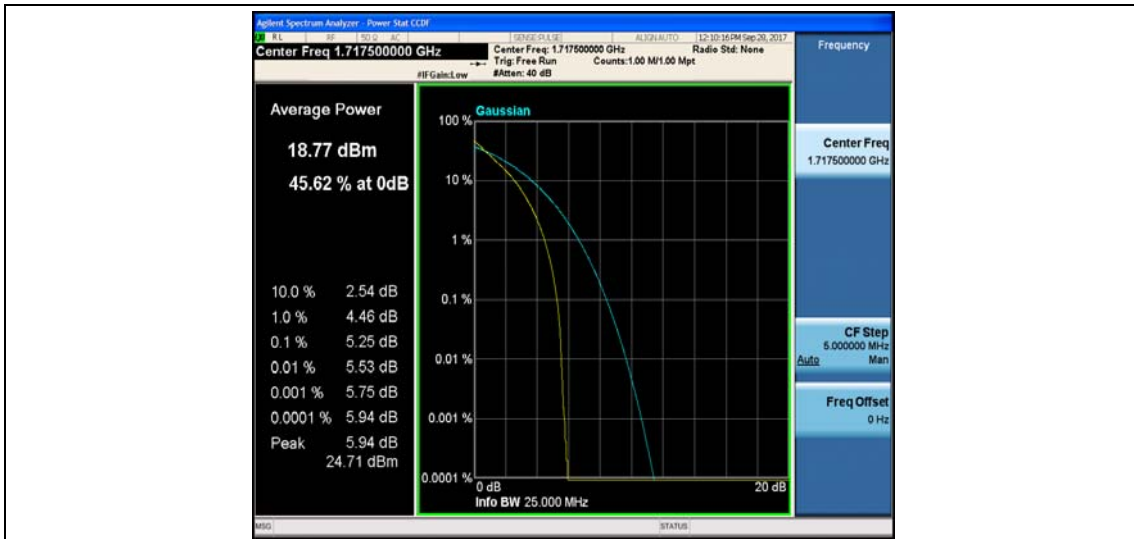 Agilent Spectrum Analyzer - Power Stat CCDF
RL RF 50 Ω AC SENSE:PULSE ALIGN AUTO 12:10:16 PM Sep 28, 2017
Center Freq 1.717500000 GHz
Center Freq: 1.717500000 GHz Radio Std: None
Trig: Free Run Counts:1.00 M/1.00 Mpt
#IFGain:Low #Atten: 40 dB
Frequency
Average Power
18.77 dBm
45.62 % at 0dB
10.0 % 2.54 dB
1.0 % 4.46 dB
0.1 % 5.25 dB
0.01 % 5.53 dB
0.001 % 5.75 dB
0.0001 % 5.94 dB
Peak 5.94 dB
24.71 dBm
Gaussian
100 %
10 %
1 %
0.1 %
0.01 %
0.001 %
0.0001 %
0 dB 20 dB
Info BW 25.000 MHz
Center Freq
1.717500000 GHz
CF Step
5.000000 MHz
Auto Man
Freq Offset
0 Hz
MSG STATUS